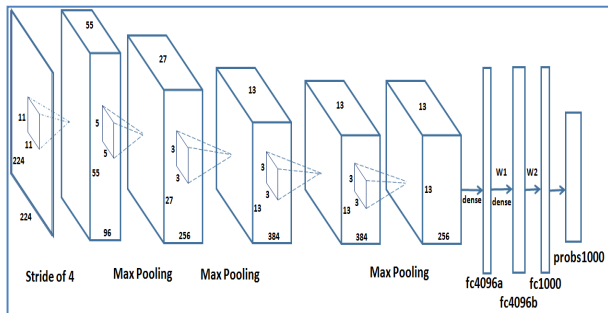 55
11
11
224
224
Stride of 4
5
5
55
96
Max Pooling
27
3
3
27
256
Max Pooling
13
3
3
13
384
13
3
3
13
384
13
13
256
Max Pooling
dense
W1
dense
W2
fc4096a
fc4096b
fc1000
probs1000